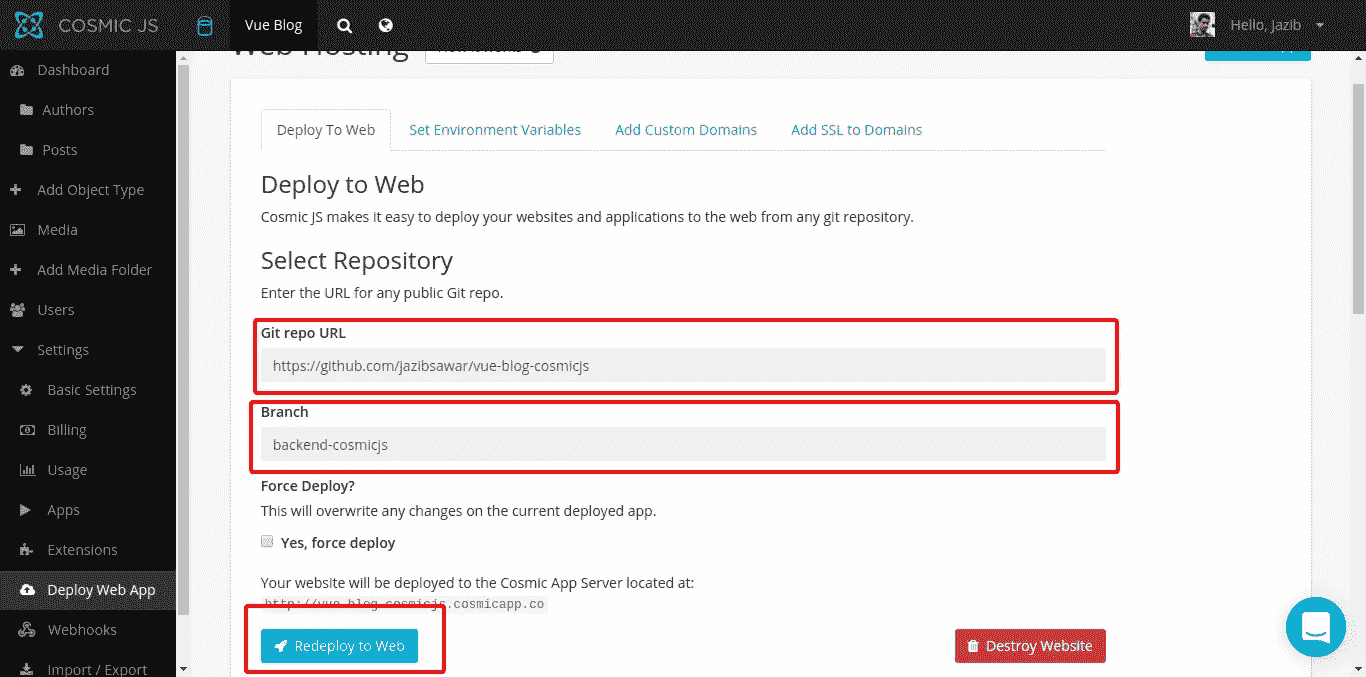 COSMIC JS
Vue Blog
Hello, Jazib
Dashboard
Authors
Posts
Add Object Type
Media
Add Media Folder
Users
Settings
Basic Settings
Billing
Usage
Apps
Extensions
Deploy Web App
Webhooks
Import / Export
Web Hosting
Deploy To Web
Set Environment Variables
Add Custom Domains
Add SSL to Domains
Deploy to Web
Cosmic JS makes it easy to deploy your websites and applications to the web from any git repository.
Select Repository
Enter the URL for any public Git repo.
Git repo URL
https://github.com/jazibsawar/vue-blog-cosmicjs
Branch
backend-cosmicjs
Force Deploy?
This will overwrite any changes on the current deployed app.
Yes, force deploy
Your website will be deployed to the Cosmic App Server located at:
http://vue-blog-cosmicjs.cosmicapp.co
Redeploy to Web
Destroy Website